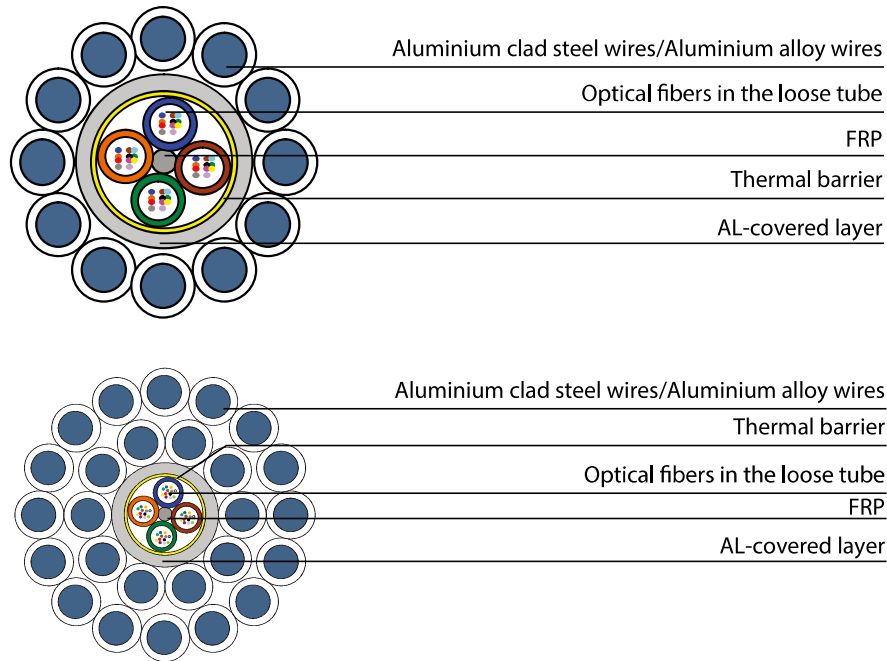 Aluminium clad steel wires/Aluminium alloy wires
Optical fibers in the loose tube
FRP
Thermal barrier
AL-covered layer
Aluminium clad steel wires/Aluminium alloy wires
Thermal barrier
Optical fibers in the loose tube
FRP
AL-covered layer